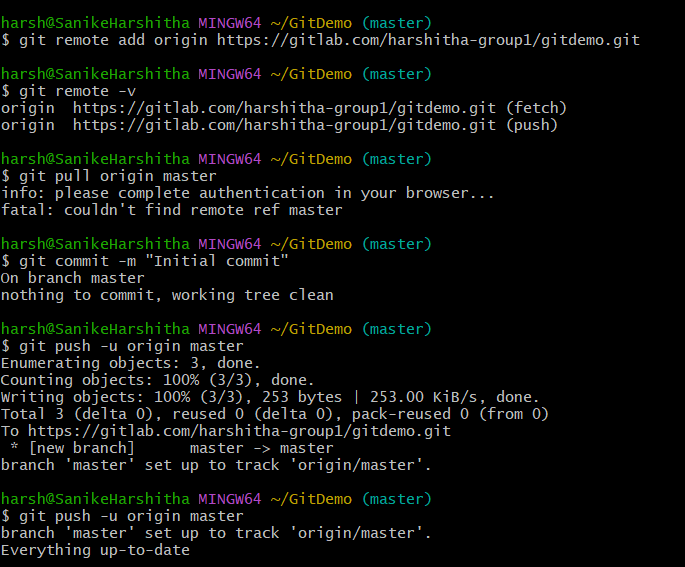 harsh@SanikeHarshitha MINGW64 ~/GitDemo (master)
$ git remote add origin https://gitlab.com/harshitha-group1/gitdemo.git
harsh@SanikeHarshitha MINGW64 ~/GitDemo (master)
$ git remote -v
origin  https://gitlab.com/harshitha-group1/gitdemo.git (fetch)
origin  https://gitlab.com/harshitha-group1/gitdemo.git (push)
harsh@SanikeHarshitha MINGW64 ~/GitDemo (master)
$ git pull origin master
info: please complete authentication in your browser...
fatal: couldn't find remote ref master
harsh@SanikeHarshitha MINGW64 ~/GitDemo (master)
$ git commit -m "Initial commit"
On branch master
nothing to commit, working tree clean
harsh@SanikeHarshitha MINGW64 ~/GitDemo (master)
$ git push -u origin master
Enumerating objects: 3, done.
Counting objects: 100% (3/3), done.
Writing objects: 100% (3/3), 253 bytes | 253.00 KiB/s, done.
Total 3 (delta 0), reused 0 (delta 0), pack-reused 0 (from 0)
To https://gitlab.com/harshitha-group1/gitdemo.git
 * [new branch]      master -> master
branch 'master' set up to track 'origin/master'.
harsh@SanikeHarshitha MINGW64 ~/GitDemo (master)
$ git push -u origin master
branch 'master' set up to track 'origin/master'.
Everything up-to-date